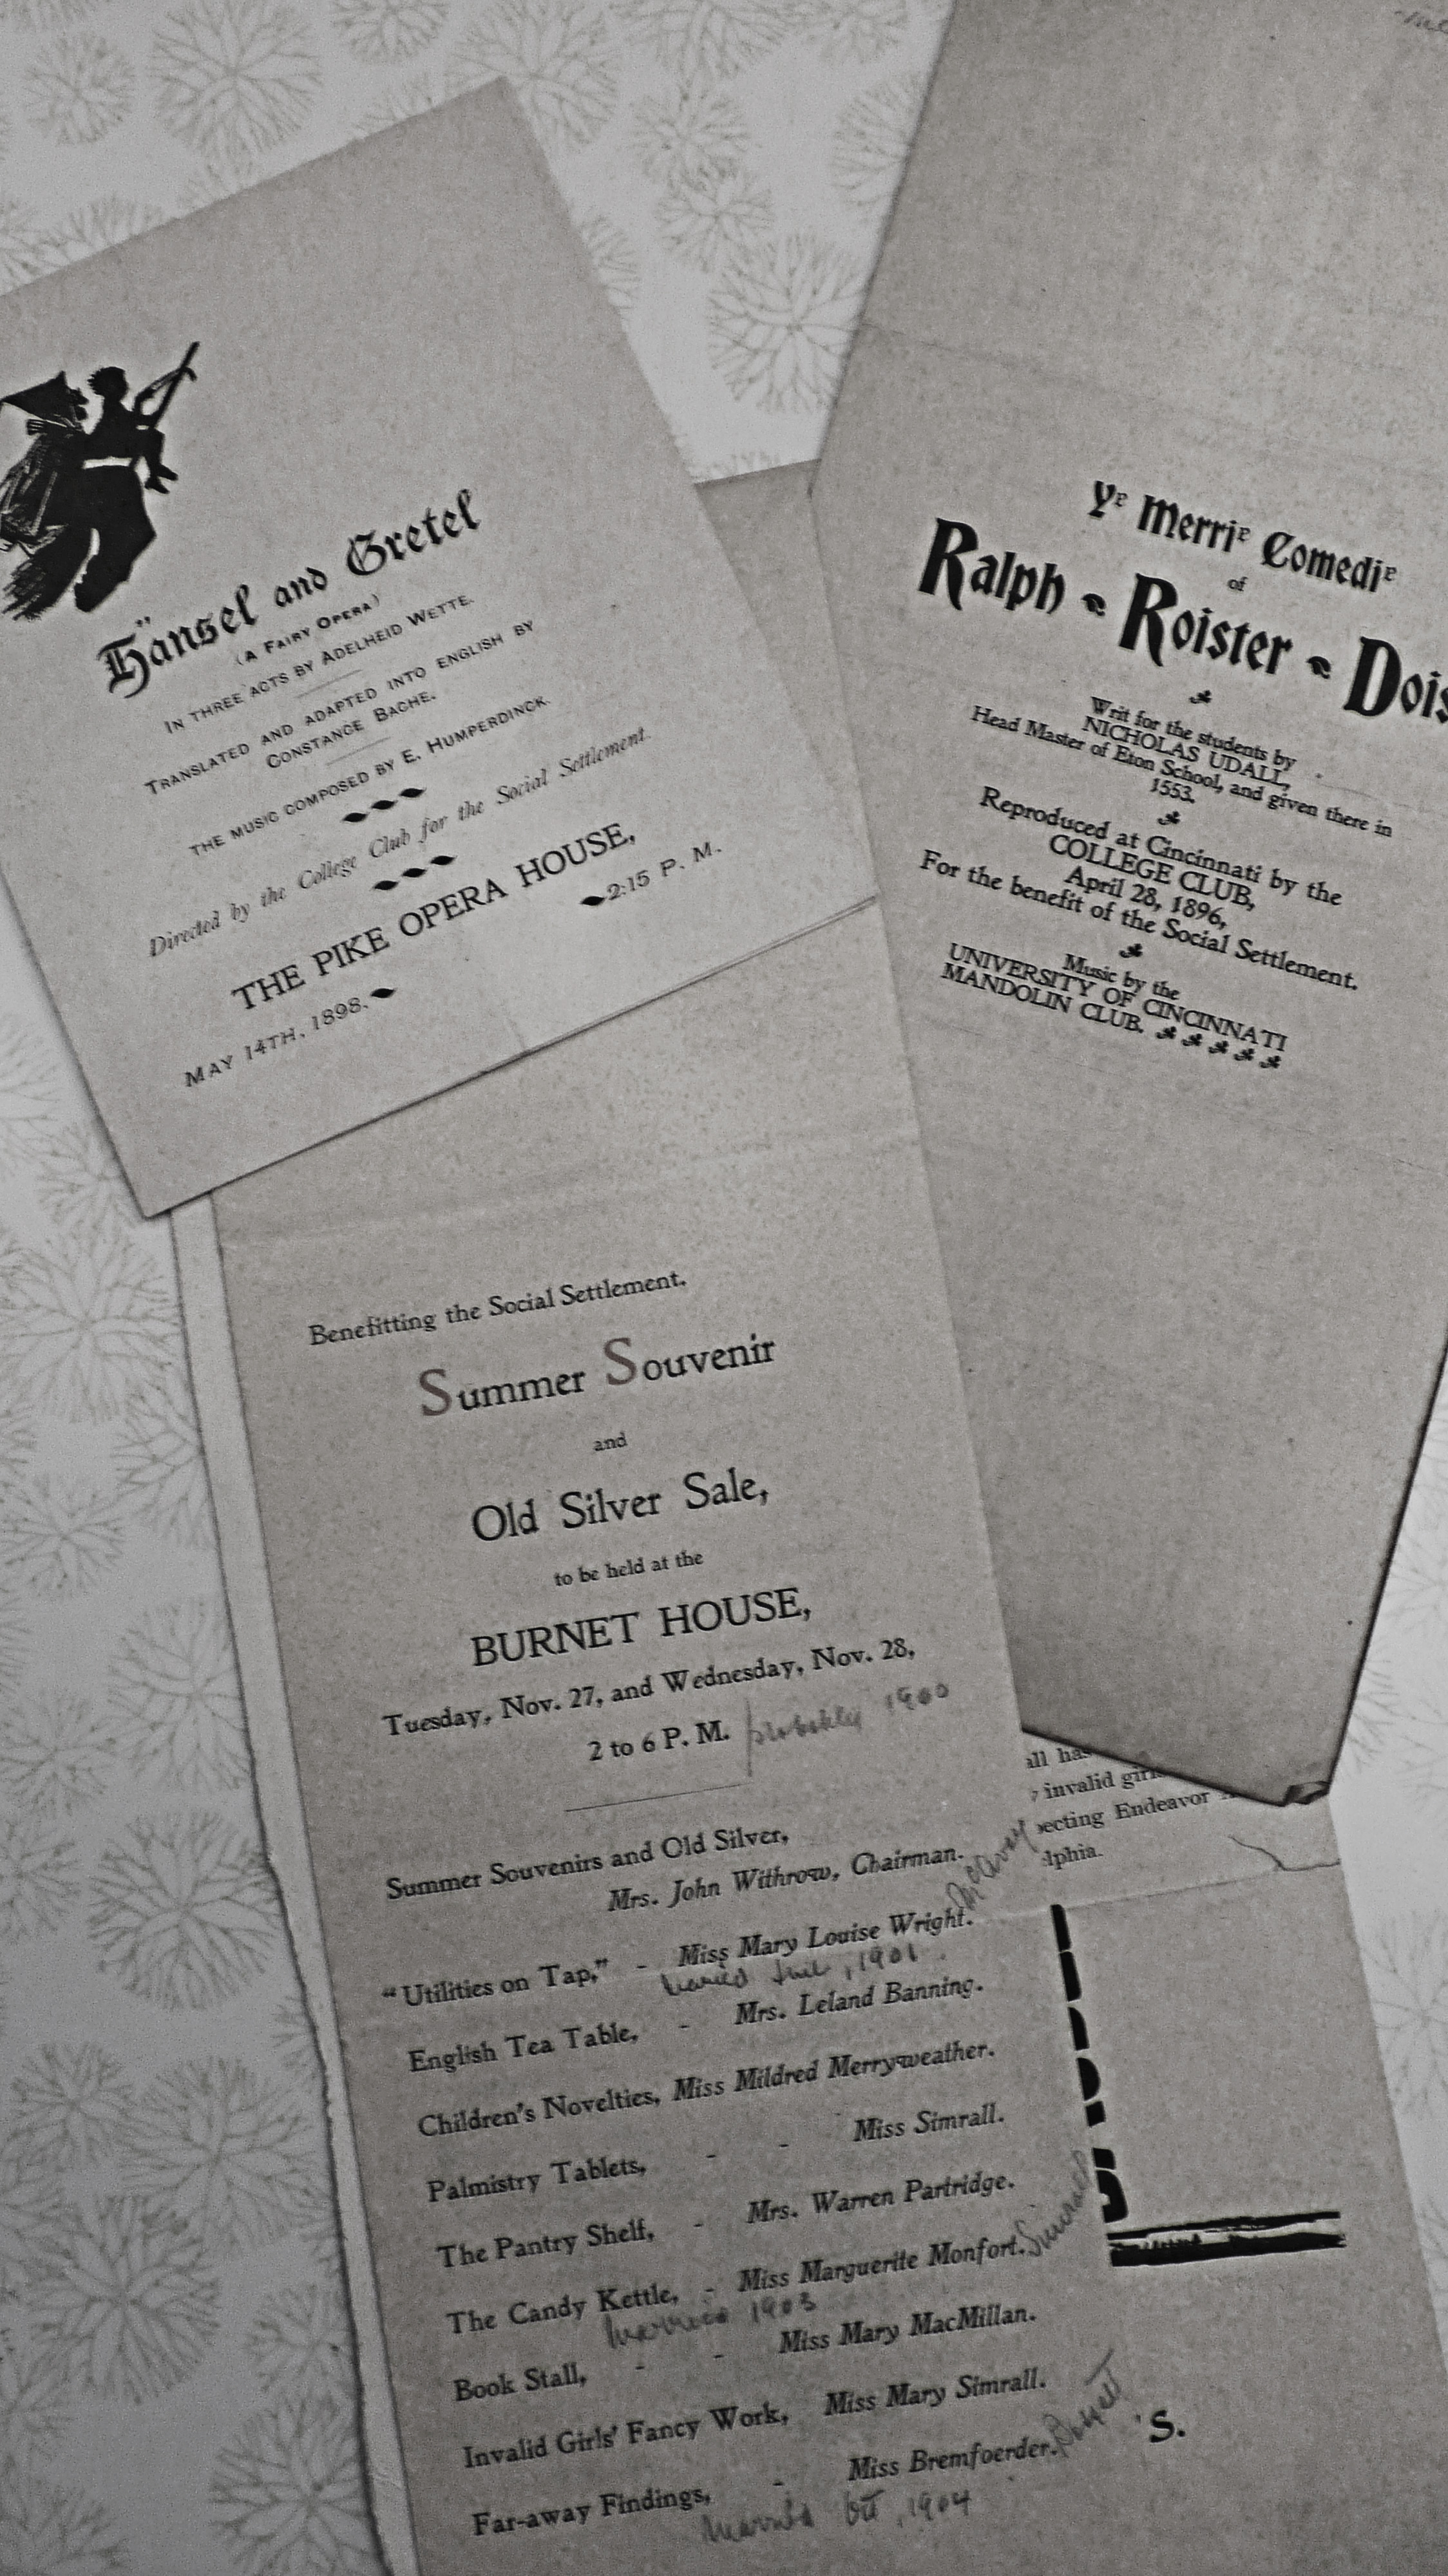 Hänsel and Gretel
(A FAIRY OPERA)
IN THREE ACTS BY ADELHEID WETTE.
TRANSLATED AND ADAPTED INTO ENGLISH BY
CONSTANCE BACHE.
THE MUSIC COMPOSED BY E. HUMPERDINCK.
Directed by the College Club for the Social Settlement.
THE PIKE OPERA HOUSE,
MAY 14TH, 1898.
2:15 P. M.
Ye Merrie Comedie
of
Ralph - Roister - Dois
Writ for the students by
NICHOLAS UDALL,
Head Master of Eton School, and given there in
1553.
Reproduced at Cincinnati by the
COLLEGE CLUB,
April 28, 1896,
For the benefit of the Social Settlement.
Music by the
UNIVERSITY OF CINCINNATI
MANDOLIN CLUB.
Benefitting the Social Settlement.
Summer Souvenir
and
Old Silver Sale,
to be held at the
BURNET HOUSE,
Tuesday, Nov. 27, and Wednesday, Nov. 28,
2 to 6 P. M. probably 1900
Summer Souvenirs and Old Silver,
Mrs. John Withrow, Chairman.
"Utilities on Tap," - Miss Mary Louise Wright.
married 1901
English Tea Table, - Mrs. Leland Banning.
Children's Novelties, Miss Mildred Merryweather.
Palmistry Tablets, - - Miss Simrall.
The Pantry Shelf, - Mrs. Warren Partridge.
The Candy Kettle, - Miss Marguerite Monfort. Simrall
married 1903
Book Stall, - - Miss Mary MacMillan.
Invalid Girls' Fancy Work, Miss Mary Simrall.
Far-away Findings, - Miss Bremfoerder.
married Oct, 1904
all has
invalid girl
ecting Endeavor
lphia.
's.